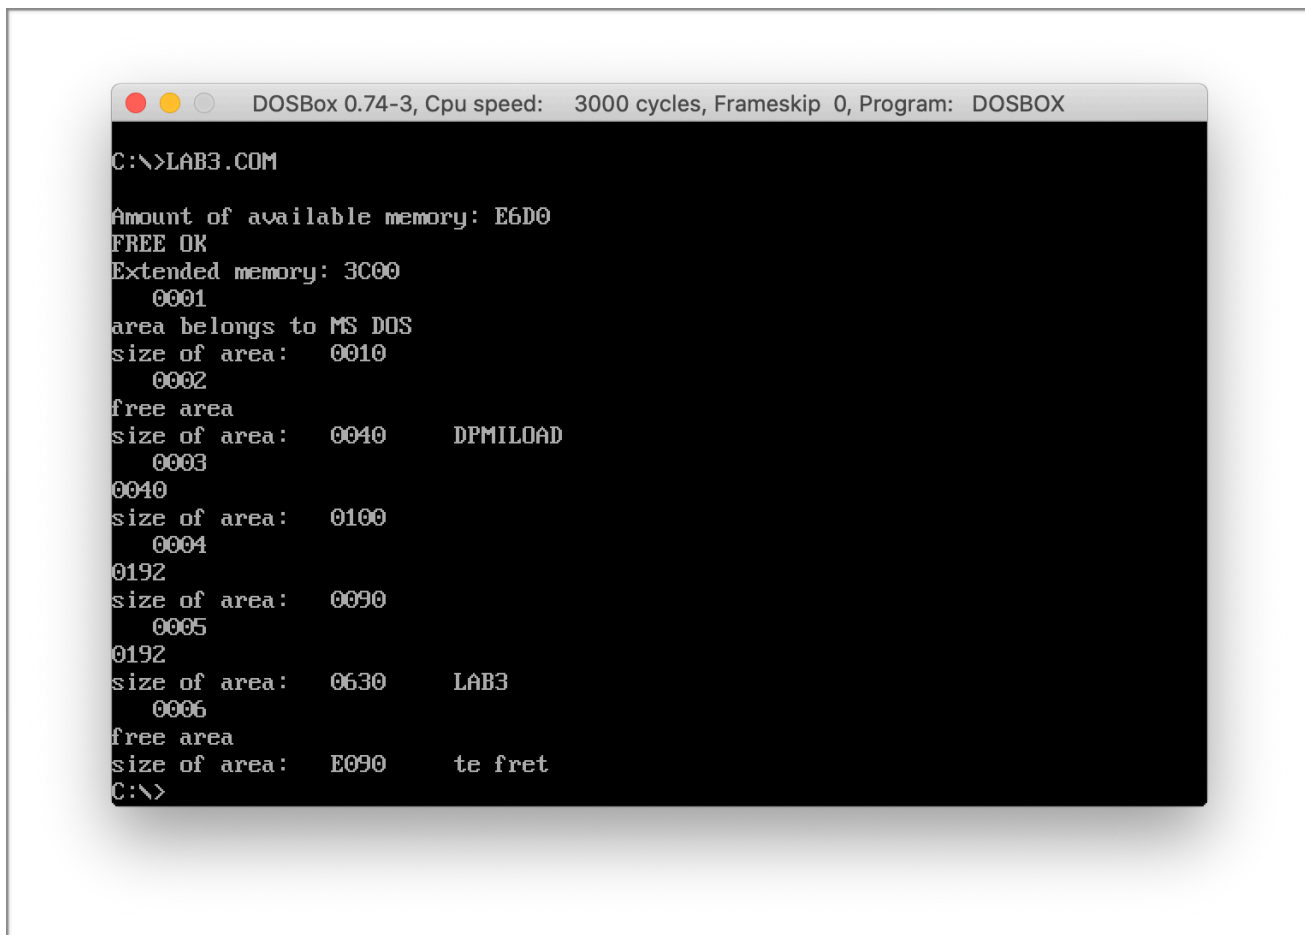 DOSBox 0.74-3, Cpu speed: 3000 cycles, Frameskip 0, Program: DOSBOX
C:\>LAB3.COM
Amount of available memory: E6D0
FREE OK
Extended memory: 3C00
0001
area belongs to MS DOS
size of area: 0010
0002
free area
size of area: 0040 DPMILOAD
0003
0040
size of area: 0100
0004
0192
size of area: 0090
0005
0192
size of area: 0630 LAB3
0006
free area
size of area: E090 te fret
C:\>